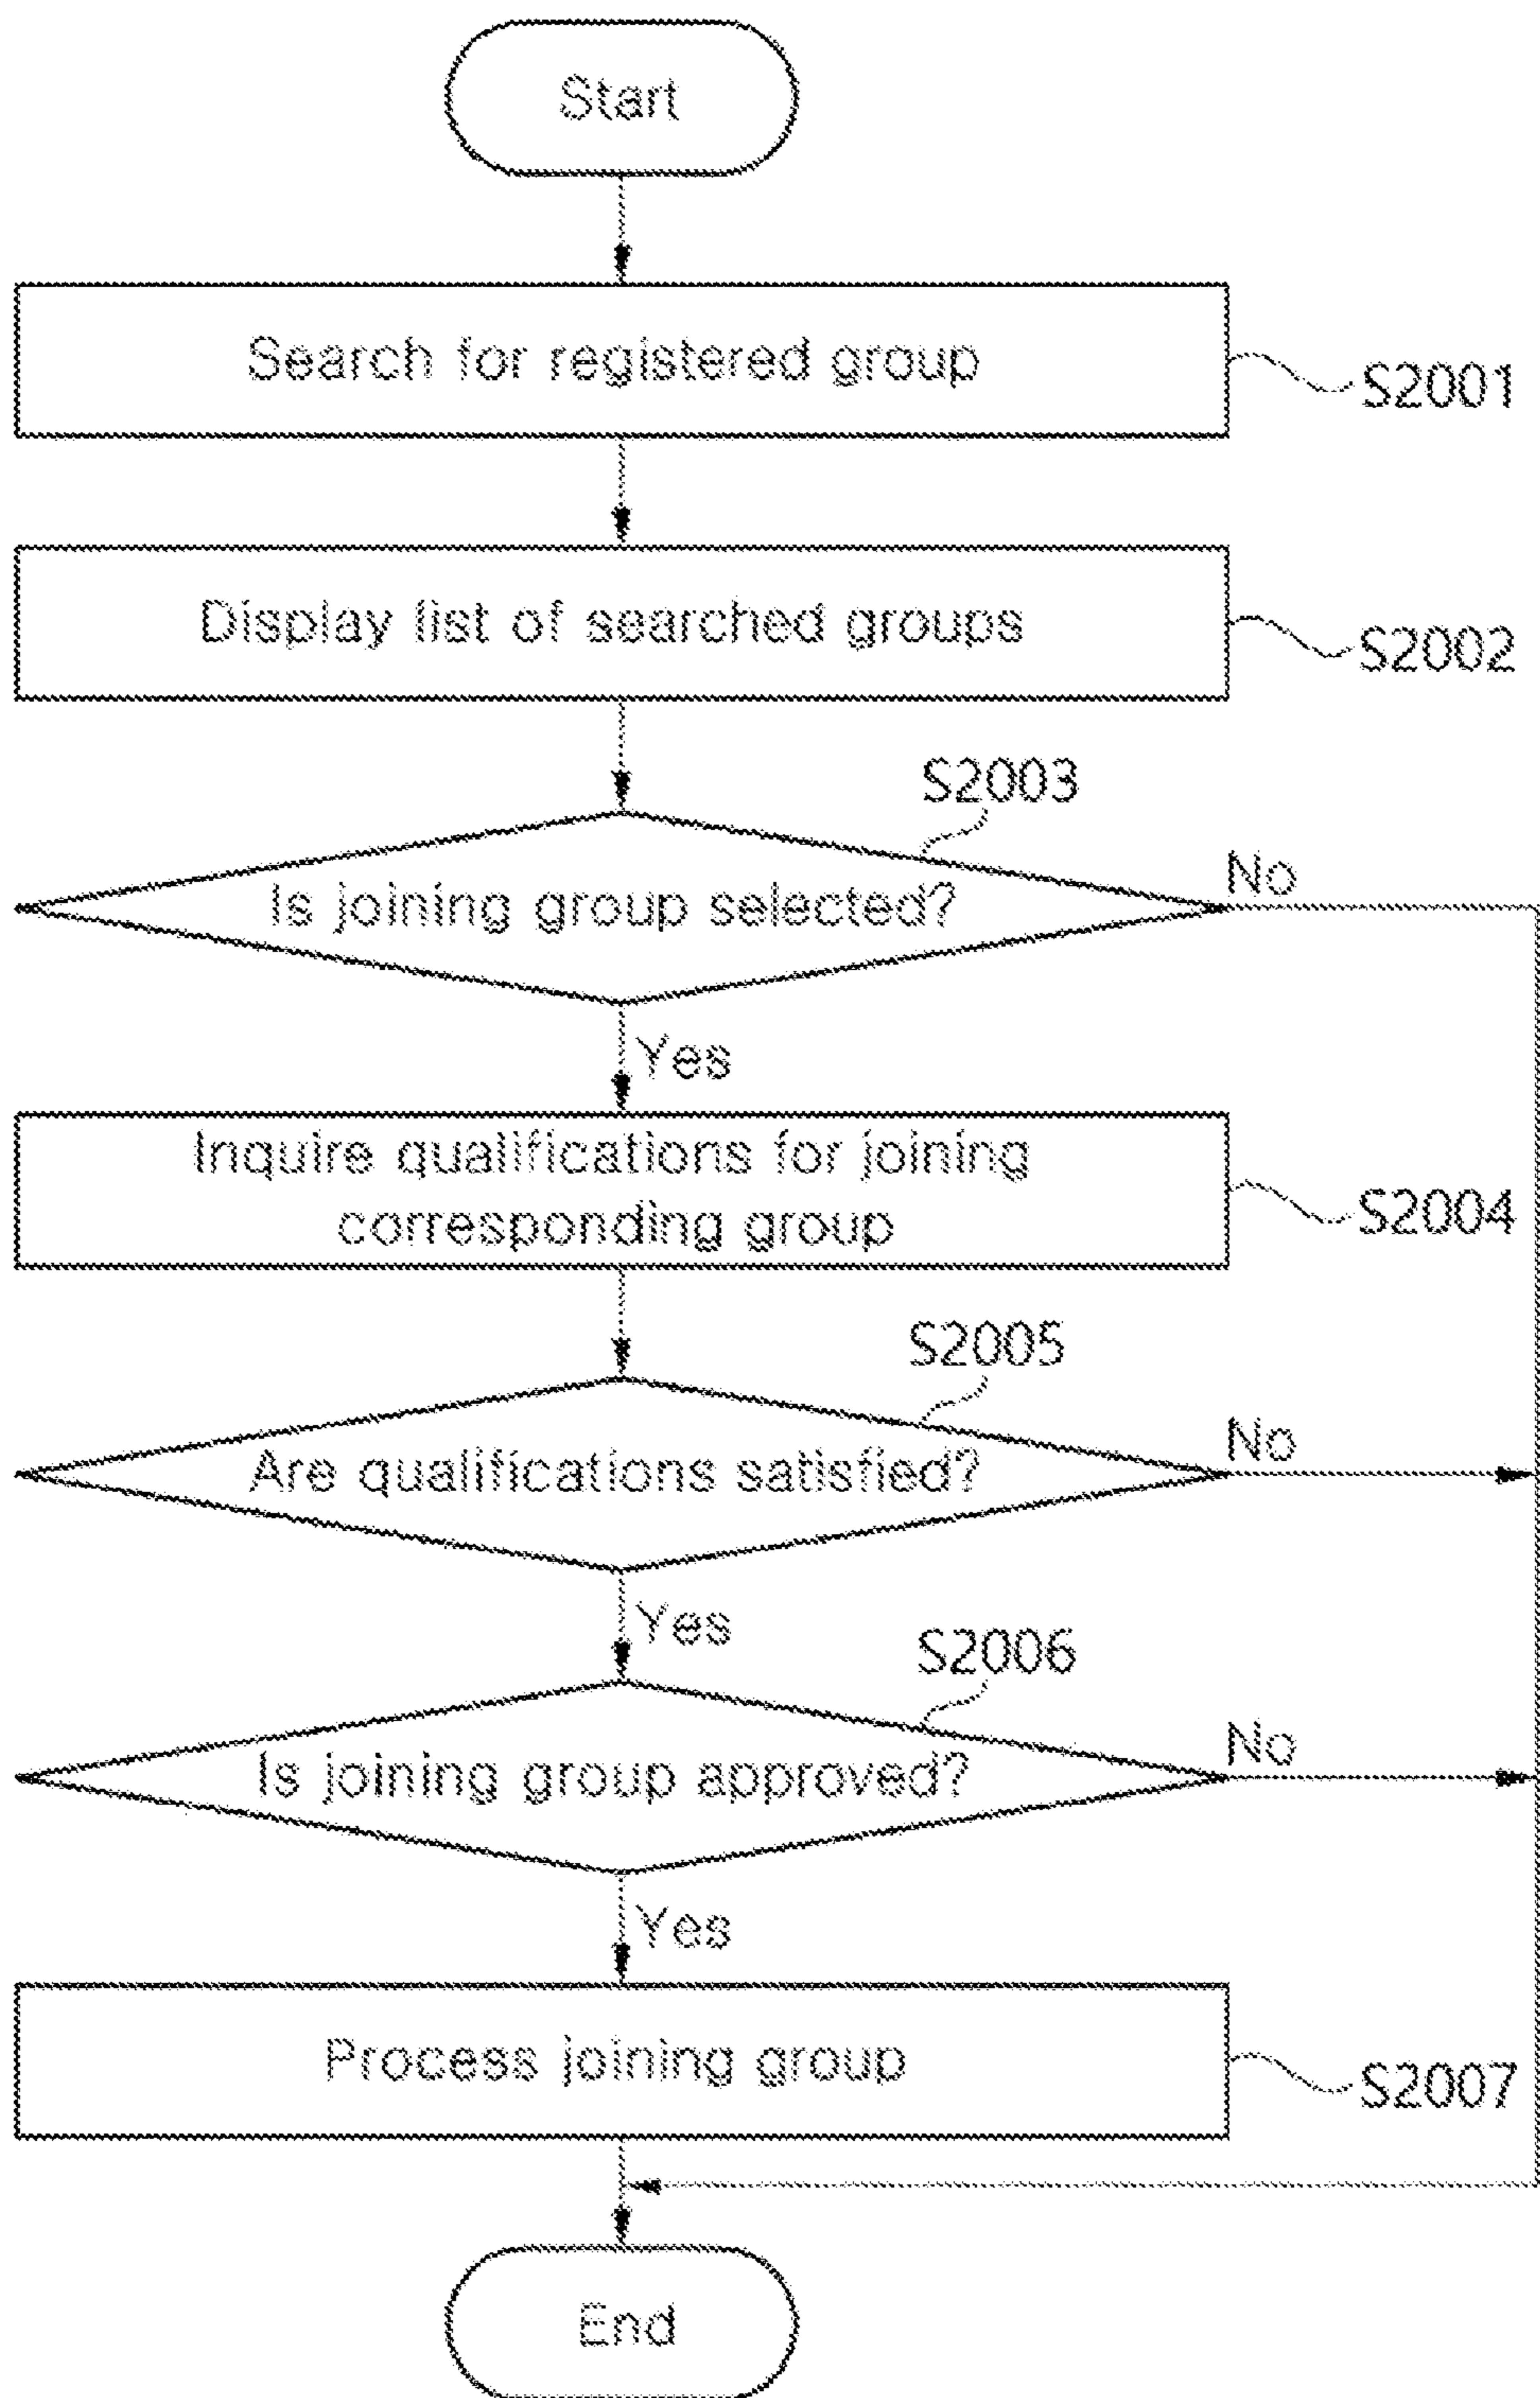 Start
Search for registered group
S2001
Display list of searched groups
S2002
S2003
Is joining group selected?
No
Yes
Inquire qualifications for joining
corresponding group
S2004
S2005
Are qualifications satisfied?
No
Yes
S2006
Is joining group approved?
No
Yes
Process joining group
S2007
End